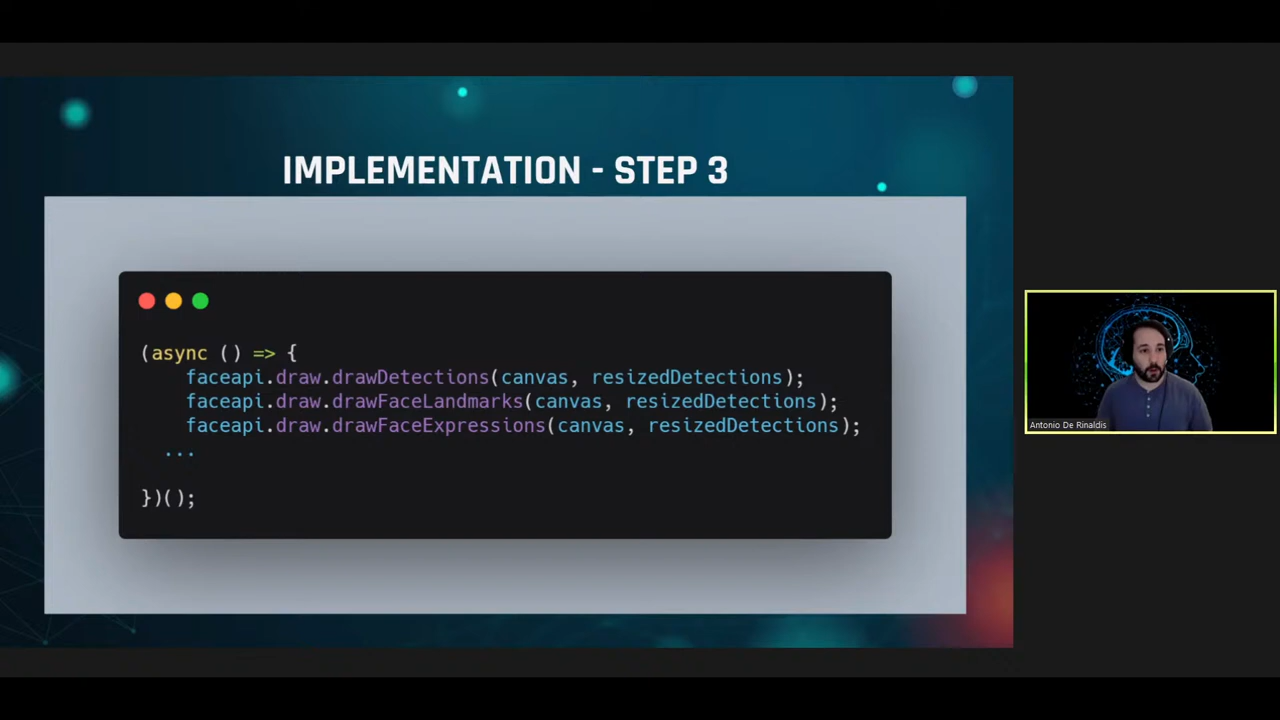 IMPLEMENTATION - STEP 3
(async () => {
faceapi.draw.drawDetections(canvas, resizedDetections);
faceapi.draw.drawFaceLandmarks(canvas, resizedDetections);
faceapi.draw.drawFaceExpressions(canvas, resizedDetections);
...
})();
Antonio De Rinaldis